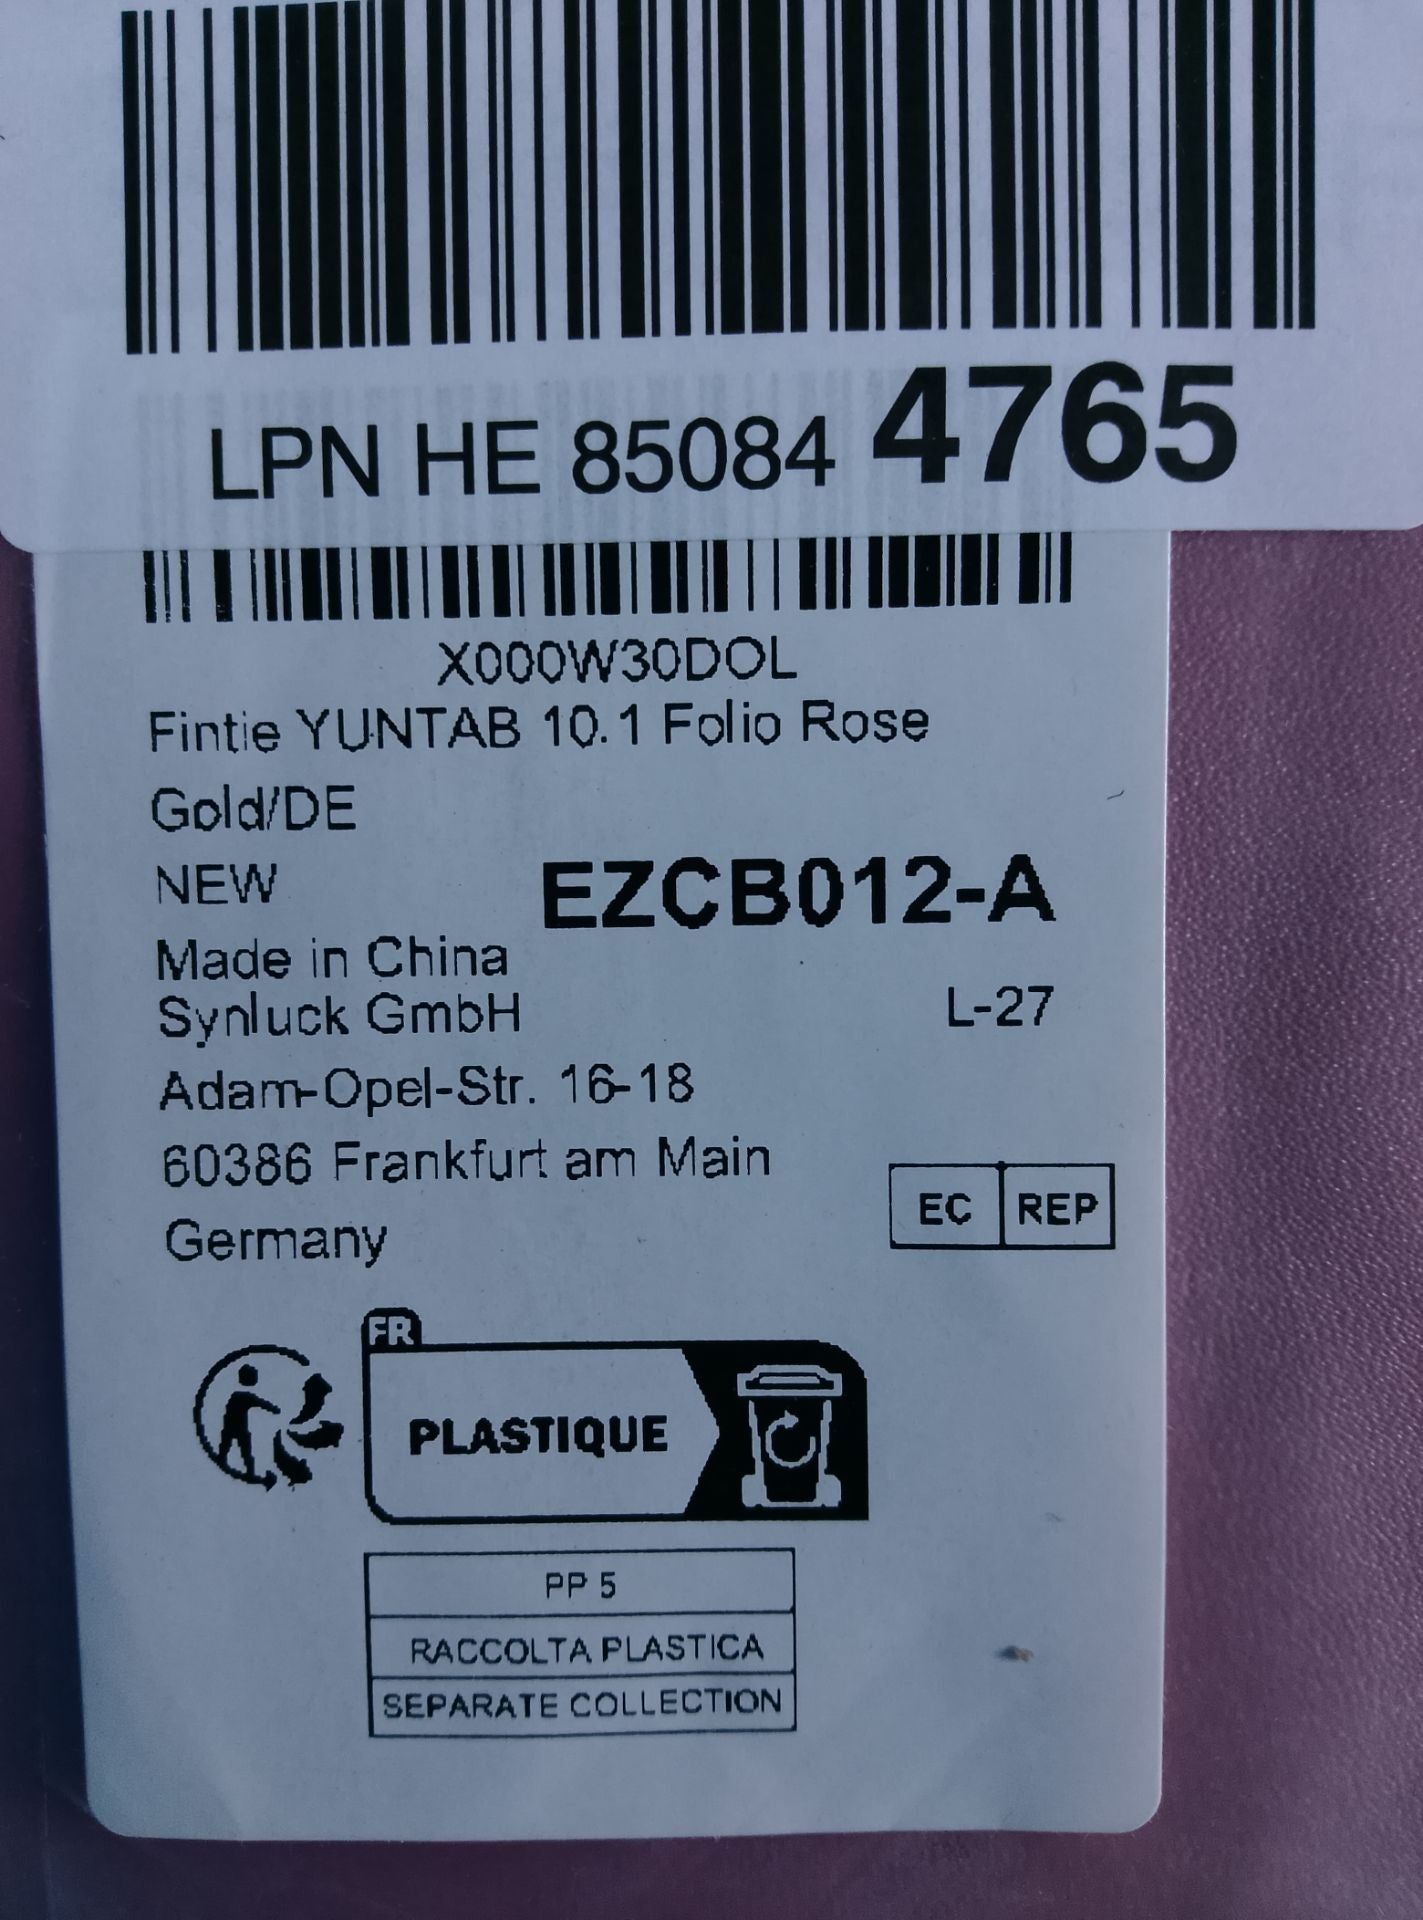 LPN HE 85084 4765
X000W30DOL
Fintie YUNTAB 10.1 Folio Rose
Gold/DE
NEW
EZCB012-A
Made in China
Synluck GmbH
L-27
Adam-Opel-Str. 16-18
60386 Frankfurt am Main
Germany
EC REP
FR
PLASTIQUE
PP 5
RACCOLTA PLASTICA
SEPARATE COLLECTION